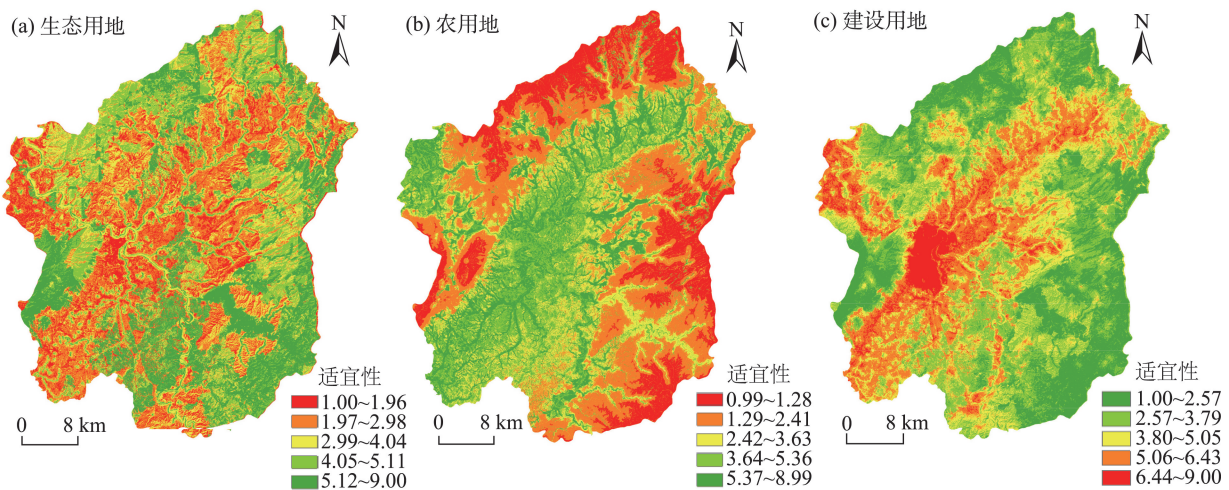 (a) 生态用地
N
适宜性
1.00~1.96
1.97~2.98
2.99~4.04
4.05~5.11
5.12~9.00
0 8 km
(b) 农用地
N
适宜性
0.99~1.28
1.29~2.41
2.42~3.63
3.64~5.36
5.37~8.99
0 8 km
(c) 建设用地
N
适宜性
1.00~2.57
2.57~3.79
3.80~5.05
5.06~6.43
6.44~9.00
0 8 km